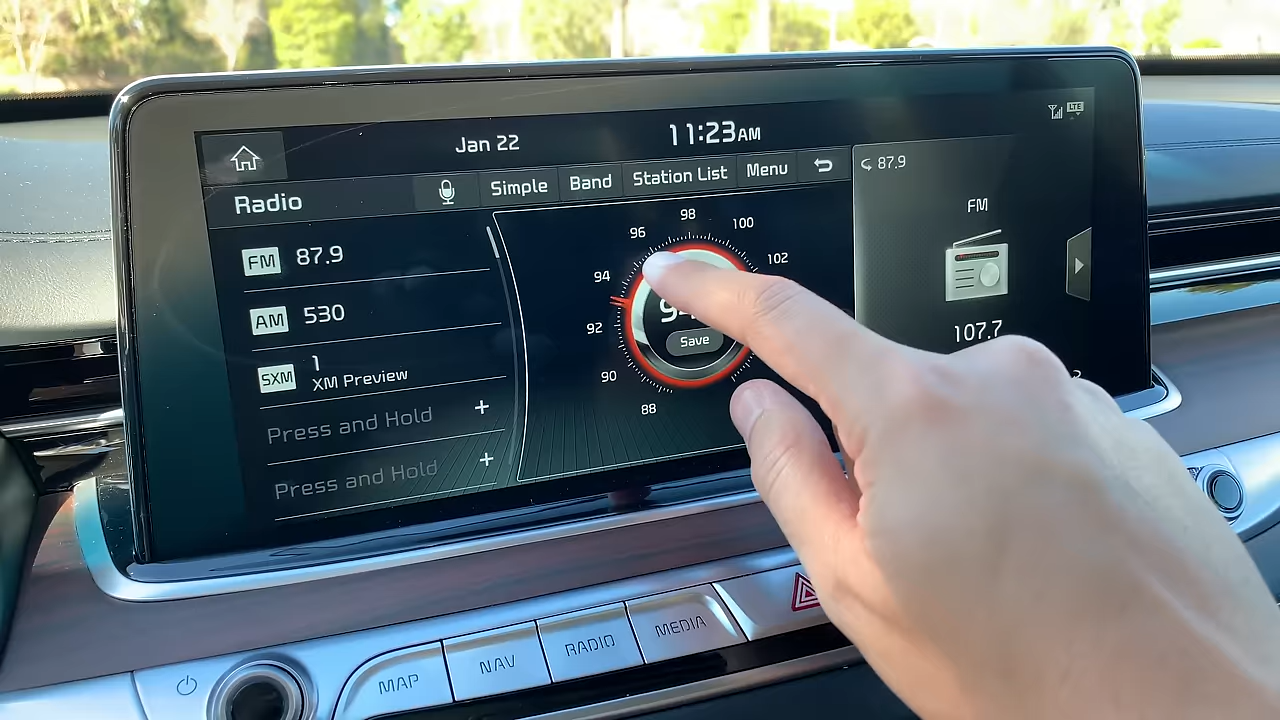 Jan 22
11:23AM
LTE
Radio
Simple
Band
Station List
Menu
87.9
FM 87.9
AM 530
SXM 1
XM Preview
Press and Hold +
Press and Hold +
98
96
100
94
102
92
90
88
Save
FM
107.7
MAP
NAV
RADIO
MEDIA